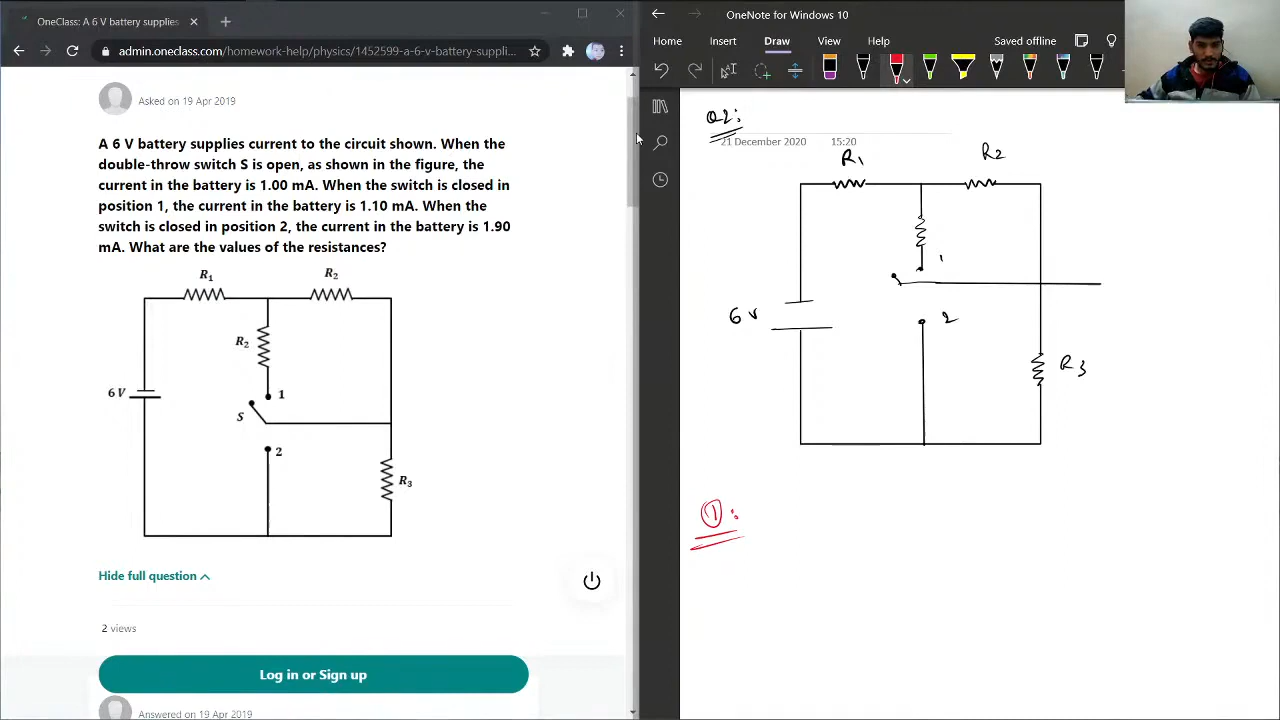 OneClass: A 6 V battery supplies
admin.oneclass.com/homework-help/physics/1452599-a-6-v-battery-suppli...
Asked on 19 Apr 2019
A 6 V battery supplies current to the circuit shown. When the
double-throw switch S is open, as shown in the figure, the
current in the battery is 1.00 mA. When the switch is closed in
position 1, the current in the battery is 1.10 mA. When the
switch is closed in position 2, the current in the battery is 1.90
mA. What are the values of the resistances?
R1
R2
R2
6 V
1
S
2
R3
Hide full question
2 views
Log in or Sign up
Answered on 19 Apr 2019
OneNote for Windows 10
Home Insert Draw View Help Saved offline
Q2:
21 December 2020 15:20
R1
R2
1
6 V
2
R3
①: